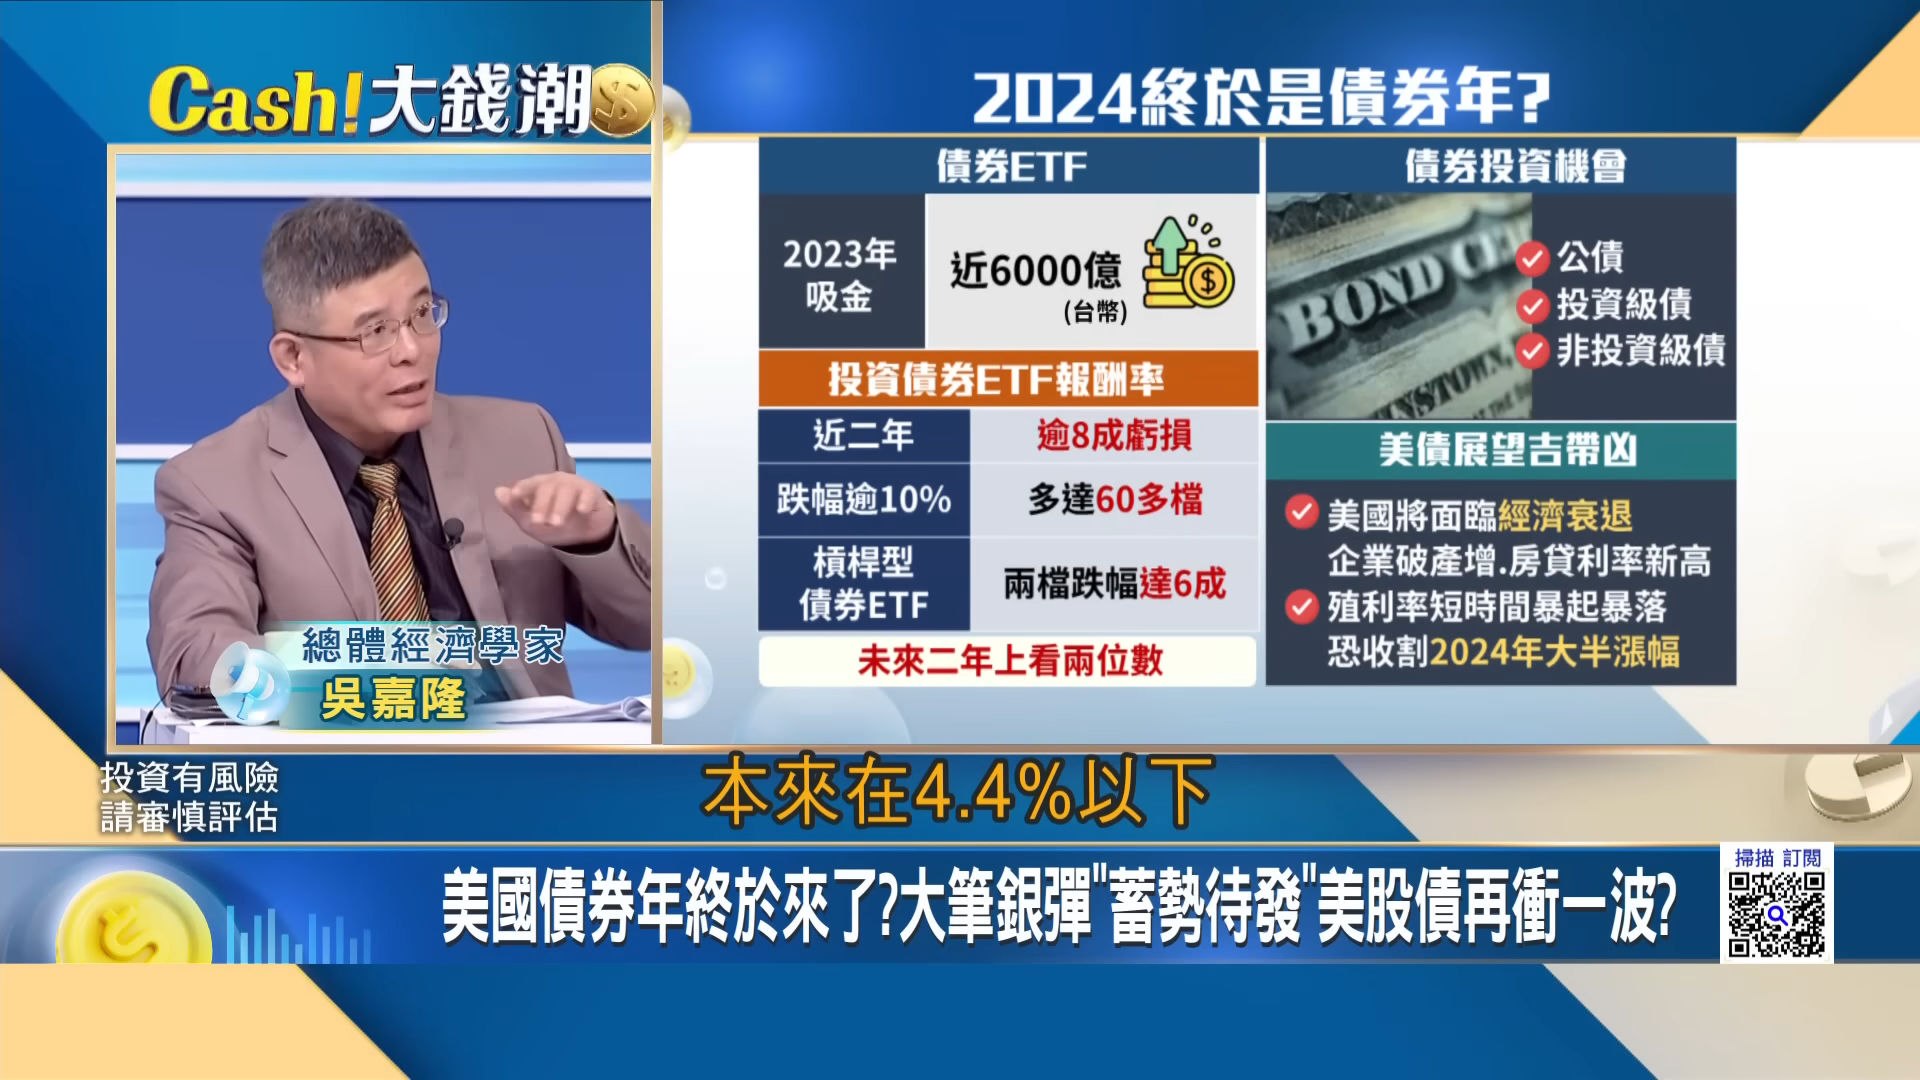 Cash!大錢潮
2024終於是債券年?
債券ETF
2023年
吸金
近6000億
(台幣)
投資債券ETF報酬率
近二年
逾8成虧損
跌幅逾10%
多達60多檔
槓桿型
債券ETF
兩檔跌幅達6成
未來二年上看兩位數
債券投資機會
BOND
公債
投資級債
非投資級債
美債展望吉帶凶
美國將面臨經濟衰退
企業破產增.房貸利率新高
殖利率短時間暴起暴落
恐收割2024年大半漲幅
總體經濟學家
吳嘉隆
投資有風險
請審慎評估
本來在4.4%以下
美國債券年終於來了?大筆銀彈"蓄勢待發"美股債再衝一波?
掃描 訂閱